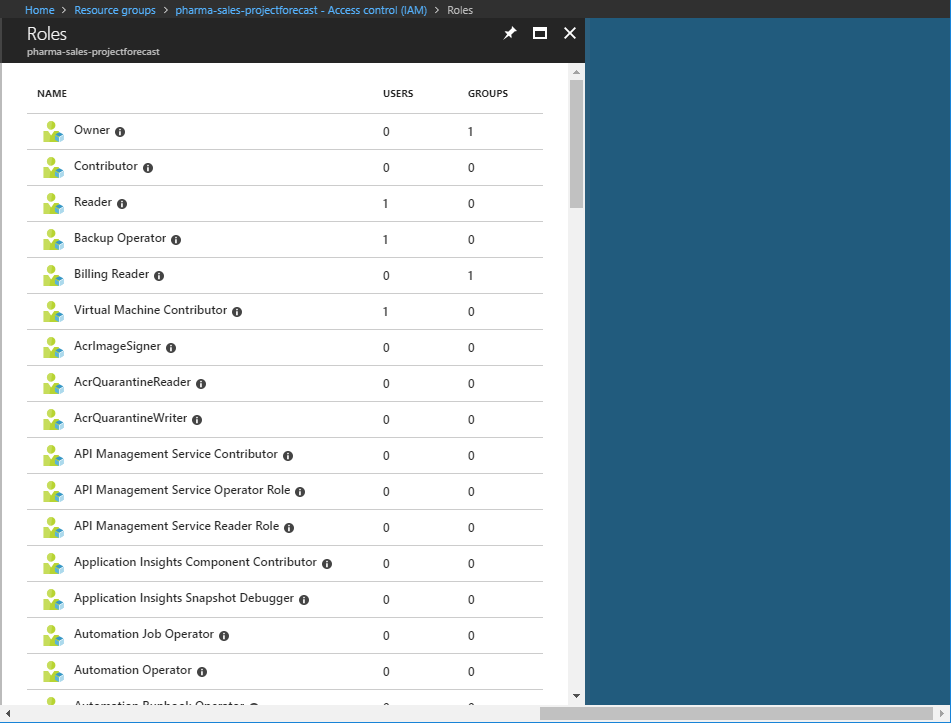 Home > Resource groups > pharma-sales-projectforecast - Access control (IAM) > Roles
Roles
pharma-sales-projectforecast
NAME USERS GROUPS
Owner 0 1
Contributor 0 0
Reader 1 0
Backup Operator 1 0
Billing Reader 0 1
Virtual Machine Contributor 1 0
AcrImageSigner 0 0
AcrQuarantineReader 0 0
AcrQuarantineWriter 0 0
API Management Service Contributor 0 0
API Management Service Operator Role 0 0
API Management Service Reader Role 0 0
Application Insights Component Contributor 0 0
Application Insights Snapshot Debugger 0 0
Automation Job Operator 0 0
Automation Operator 0 0
Automation Runbook Operator